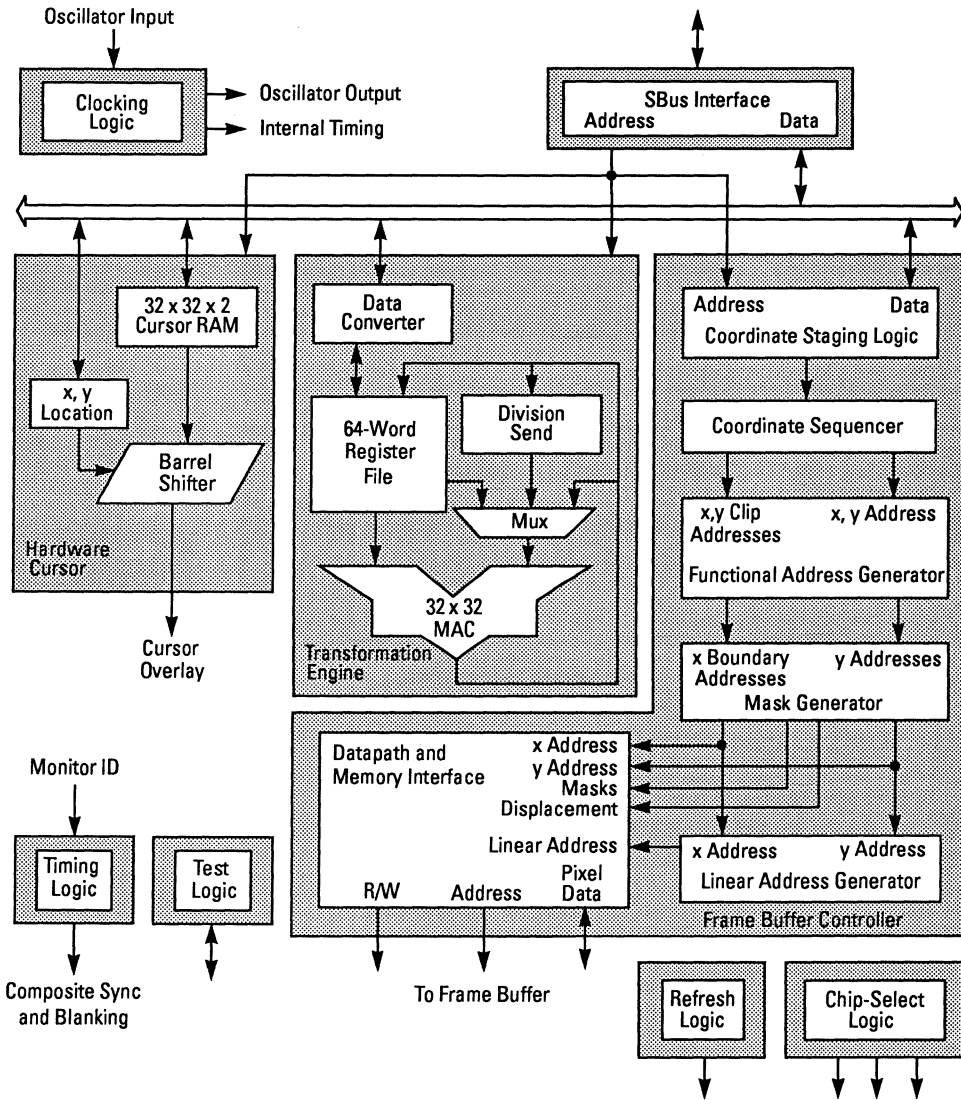 Oscillator Input
Clocking
Logic
Oscillator Output
Internal Timing
SBus Interface
Address Data
32 x 32 x 2
Cursor RAM
x, y
Location
Barrel
Shifter
Hardware
Cursor
Cursor
Overlay
Data
Converter
64-Word
Register
File
Division
Send
Mux
32 x 32
MAC
Transformation
Engine
Address Data
Coordinate Staging Logic
Coordinate Sequencer
x,y Clip x, y Address
Addresses
Functional Address Generator
x Boundary y Addresses
Addresses
Mask Generator
Datapath and
Memory Interface
x Address
y Address
Masks
Displacement
Linear Address
R/W Address Pixel
Data
x Address y Address
Linear Address Generator
Frame Buffer Controller
To Frame Buffer
Monitor ID
Timing
Logic
Test
Logic
Composite Sync
and Blanking
Refresh
Logic
Chip-Select
Logic